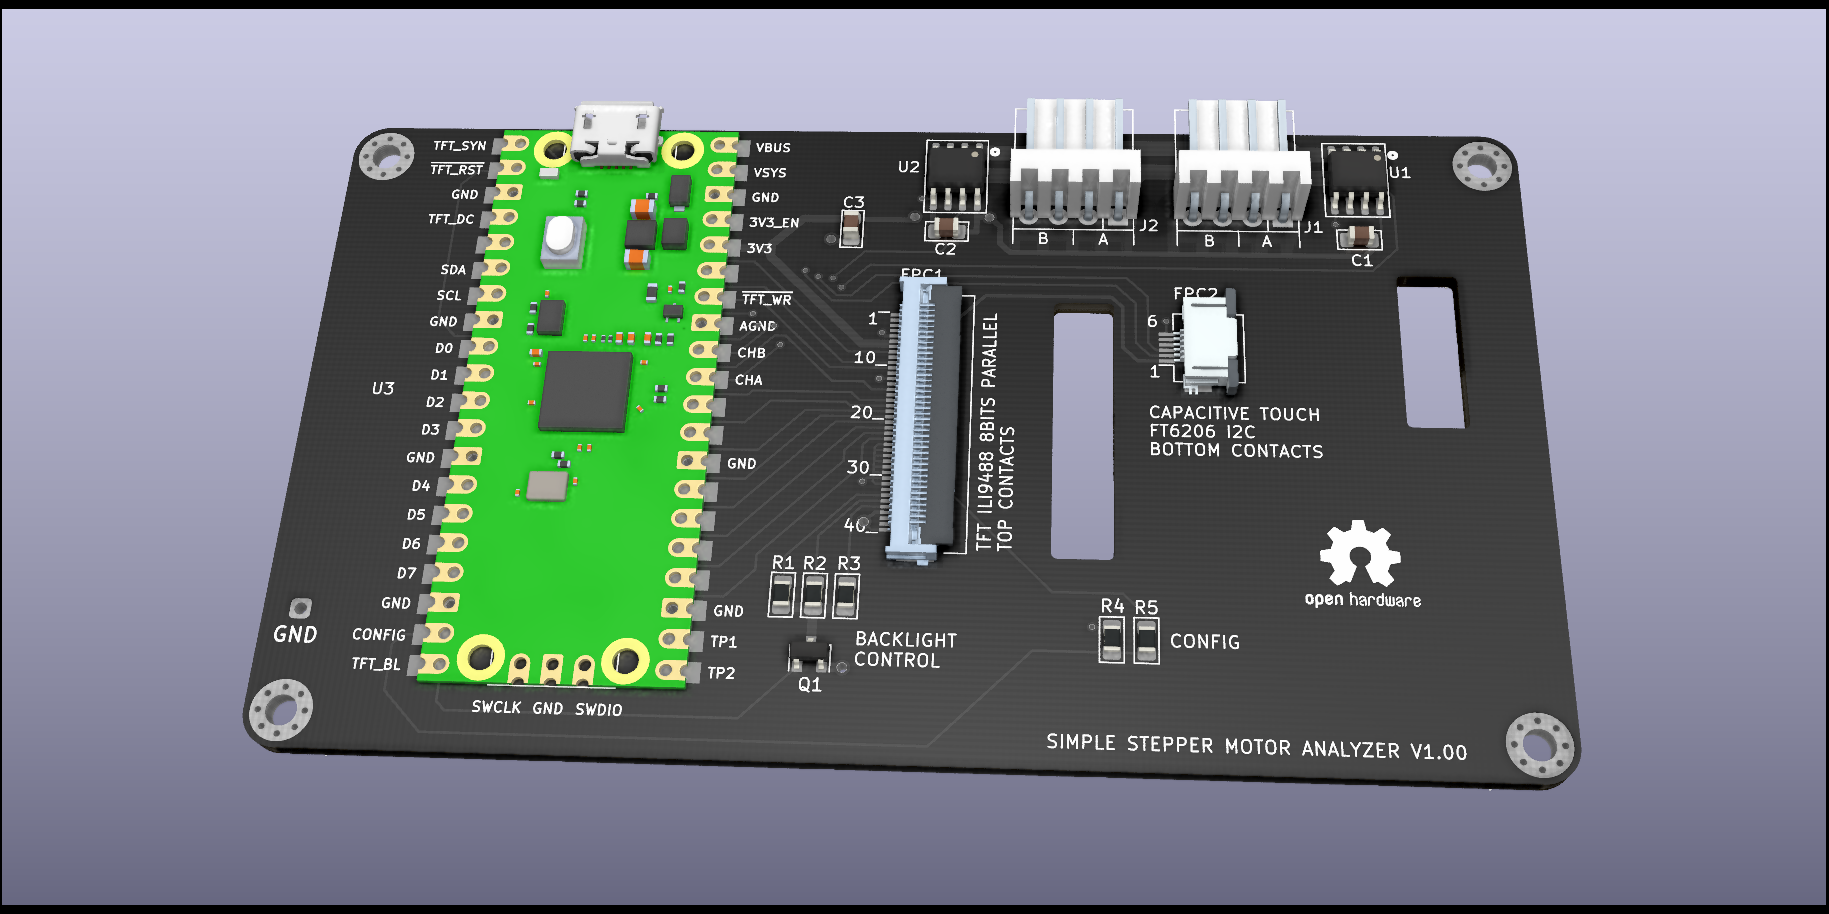 TFT_SYN
TFT_RST
GND
TFT_DC
SDA
SCL
GND
D0
D1
D2
D3
GND
D4
D5
D6
D7
GND
CONFIG
TFT_BL
U3
GND
SWCLK GND SWDIO
VBUS
VSYS
GND
3V3_EN
3V3
TFT_WR
AGND
CHB
CHA
GND
GND
TP1
TP2
C3
U2
C2
B A
J2
B A
J1
U1
C1
FPC1
1
10
20
30
40
TFT ILI9488 8BITS PARALLEL
TOP CONTACTS
FPC2
6
1
CAPACITIVE TOUCH
FT6206 I2C
BOTTOM CONTACTS
R1 R2 R3
BACKLIGHT
CONTROL
Q1
R4 R5
CONFIG
open hardware
SIMPLE STEPPER MOTOR ANALYZER V1.00